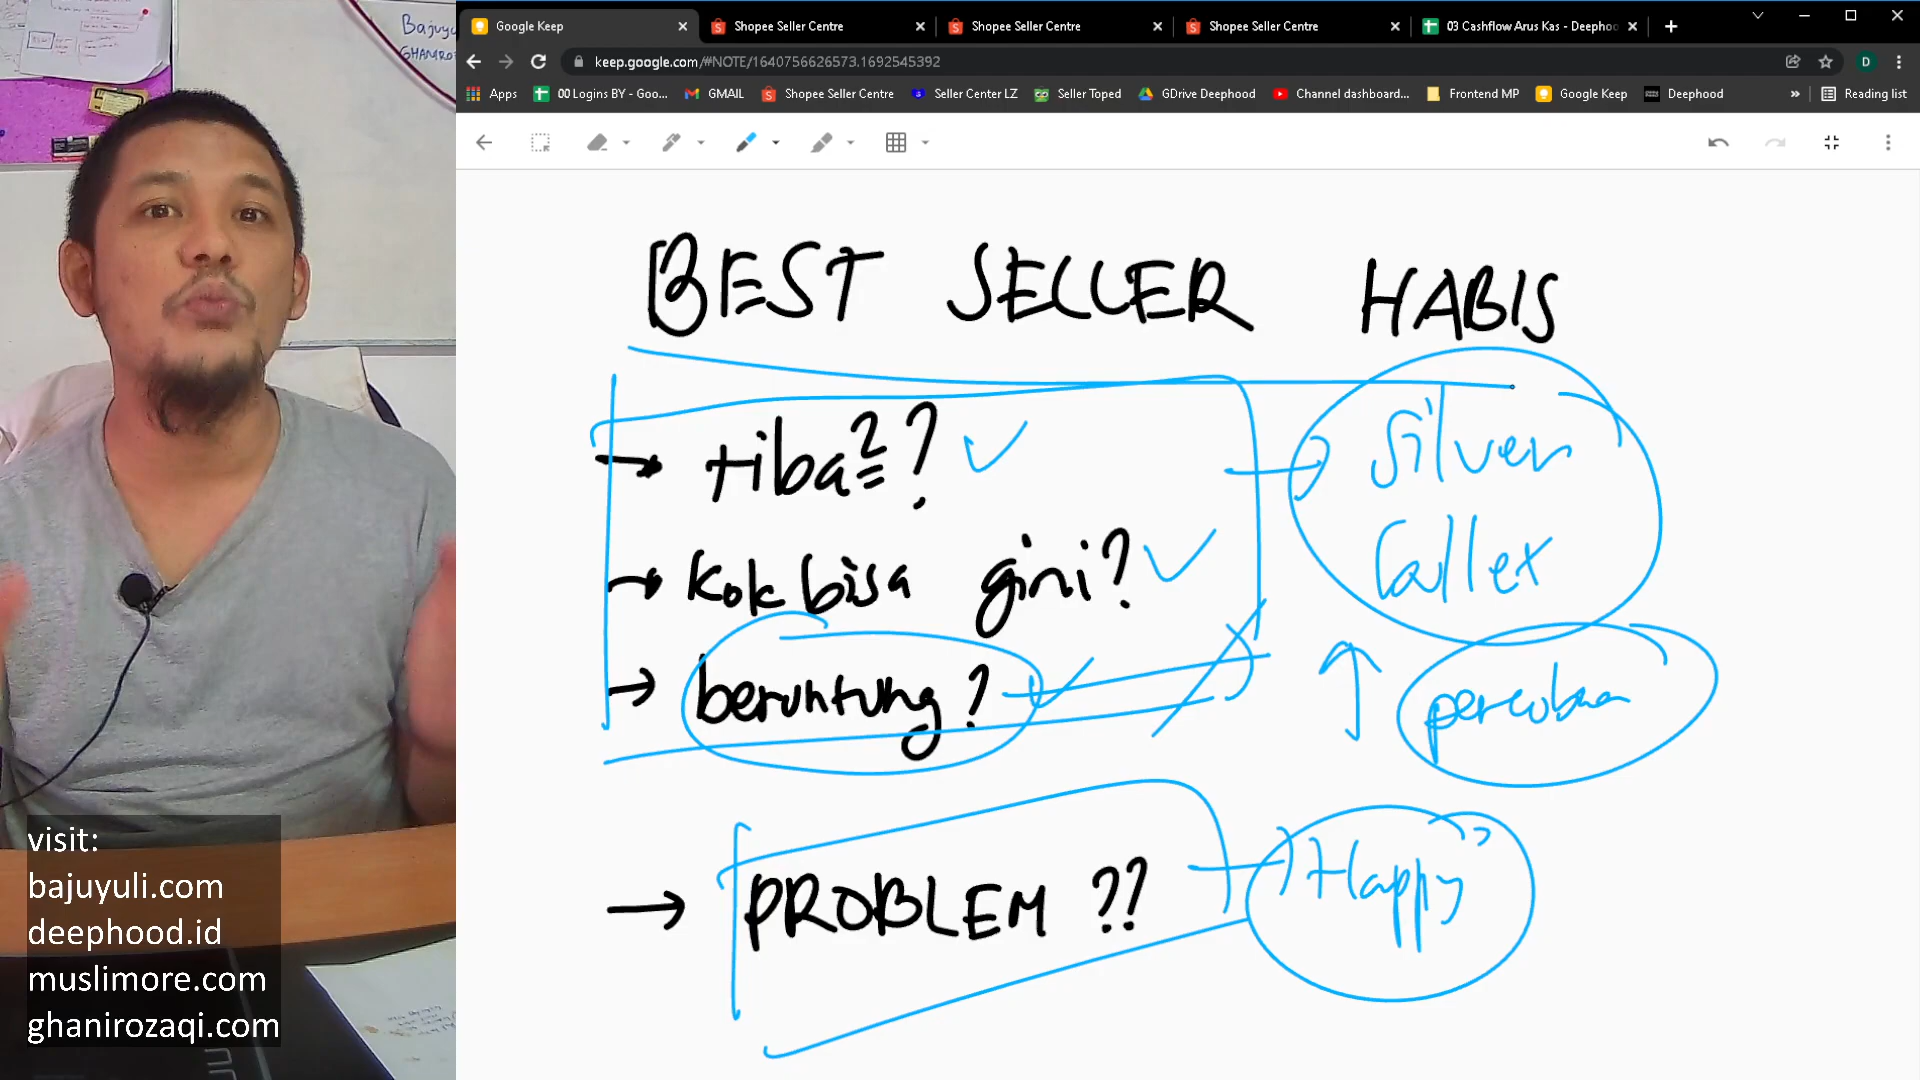 Bajuyu
GHANIRO
Google Keep
Shopee Seller Centre
Shopee Seller Centre
Shopee Seller Centre
03 Cashflow Arus Kas - Deephoo
keep.google.com/#NOTE/1640756626573.1692545392
D
Apps
00 Logins BY - Goo...
GMAIL
Shopee Seller Centre
Seller Center LZ
Seller Toped
GDrive Deephood
Channel dashboard...
Frontend MP
Google Keep
Deephood
»
Reading list
BEST SELLER HABIS
→ tiba2 ? ✓
Silver
→ kok bisa gini? ✓
→ beruntung ? ✓
↑
→ PROBLEM ??
Happy
visit:
bajuyuli.com
deephood.id
muslimore.com
ghanirozaqi.com